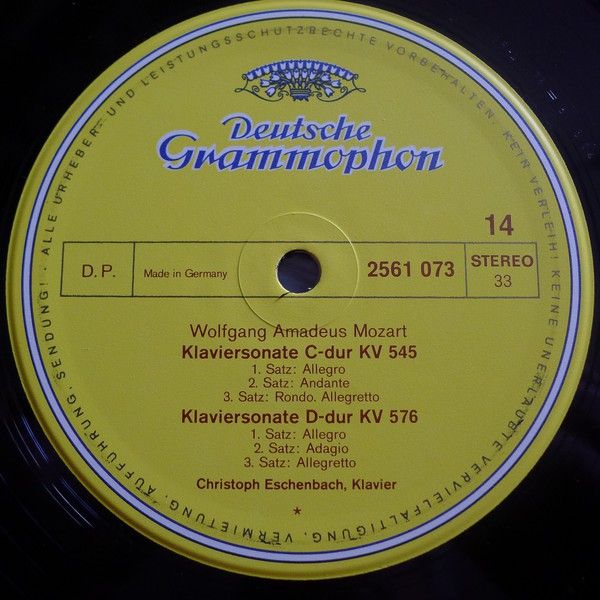 ALLE URHEBER- UND LEISTUNGSSCHUTZRECHTE VORBEHALTEN. KEIN VERLEIH! KEINE UNERLAUBTE VERVIELFÄLTIGUNG, VERMIETUNG, AUFFÜHRUNG, SENDUNG!
Deutsche
Grammophon
14
D.P.
Made in Germany
2561 073
STEREO
33
Wolfgang Amadeus Mozart
Klaviersonate C-dur KV 545
1. Satz: Allegro
2. Satz: Andante
3. Satz: Rondo. Allegretto
Klaviersonate D-dur KV 576
1. Satz: Allegro
2. Satz: Adagio
3. Satz: Allegretto
Christoph Eschenbach, Klavier
*